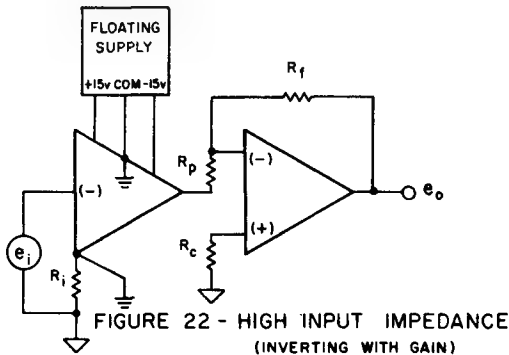 FLOATING
SUPPLY
+15v COM -15v
Rf
Rp
(-)
(-)
eo
(+)
Rc
ei
Ri
FIGURE 22 - HIGH INPUT IMPEDANCE
(INVERTING WITH GAIN)